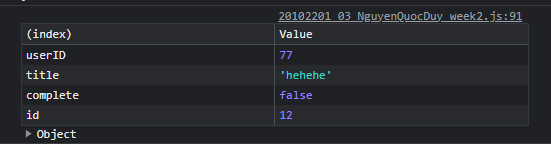 20102201_03_NguyenQuocDuy_week2.js:91
(index) Value
userID 77
title 'hehehe'
complete false
id 12
▶ Object